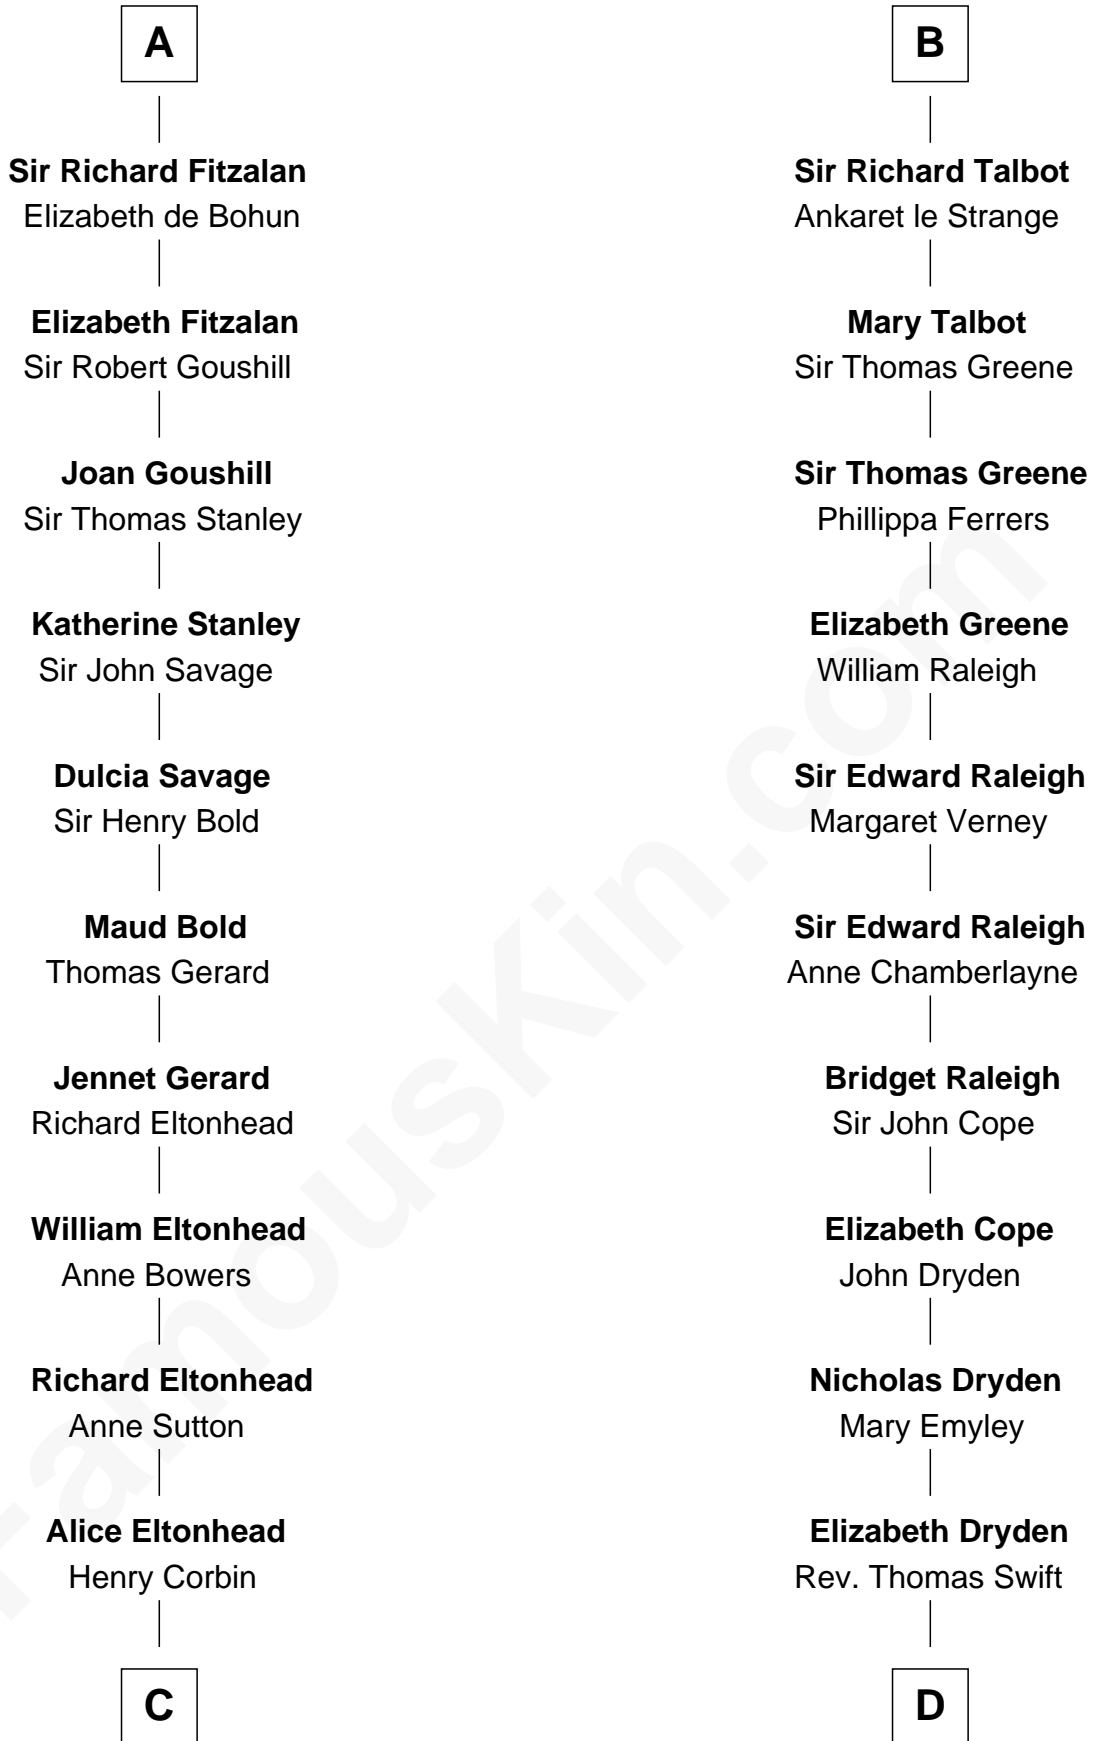 A
Sir Richard Fitzalan
Elizabeth de Bohun
Elizabeth Fitzalan
Sir Robert Goushill
Joan Goushill
Sir Thomas Stanley
Katherine Stanley
Sir John Savage
Dulcia Savage
Sir Henry Bold
Maud Bold
Thomas Gerard
Jennet Gerard
Richard Eltonhead
William Eltonhead
Anne Bowers
Richard Eltonhead
Anne Sutton
Alice Eltonhead
Henry Corbin
C
B
Sir Richard Talbot
Ankaret le Strange
Mary Talbot
Sir Thomas Greene
Sir Thomas Greene
Phillippa Ferrers
Elizabeth Greene
William Raleigh
Sir Edward Raleigh
Margaret Verney
Sir Edward Raleigh
Anne Chamberlayne
Bridget Raleigh
Sir John Cope
Elizabeth Cope
John Dryden
Nicholas Dryden
Mary Emyley
Elizabeth Dryden
Rev. Thomas Swift
D
FamousKin.com